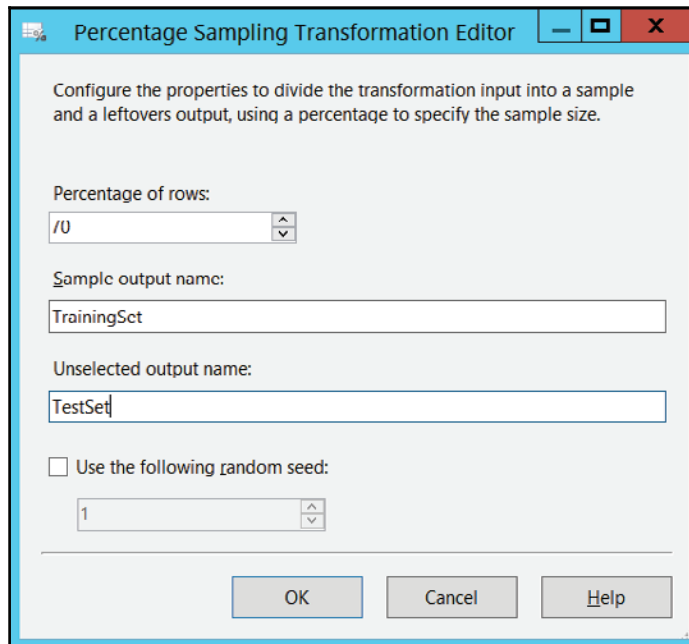 Percentage Sampling Transformation Editor
Configure the properties to divide the transformation input into a sample
and a leftovers output, using a percentage to specify the sample size.
Percentage of rows:
70
Sample output name:
TrainingSet
Unselected output name:
TestSet
Use the following random seed:
1
OK
Cancel
Help